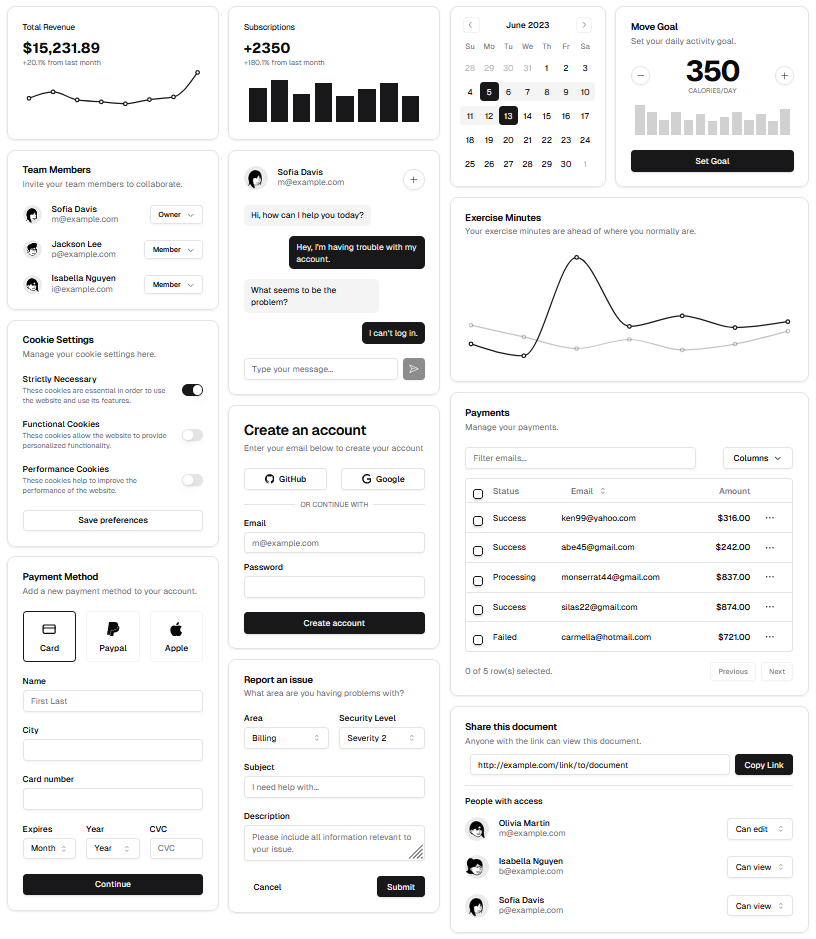 Total Revenue
$15,231.89
+20.1% from last month
Team Members
Invite your team members to collaborate.
Sofia Davis
m@example.com
Owner
Jackson Lee
p@example.com
Member
Isabella Nguyen
i@example.com
Member
Cookie Settings
Manage your cookie settings here.
Strictly Necessary
These cookies are essential in order to use
the website and use its features.
Functional Cookies
These cookies allow the website to provide
personalized functionality.
Performance Cookies
These cookies help to improve the
performance of the website.
Save preferences
Payment Method
Add a new payment method to your account.
Card Paypal Apple
Name
First Last
City
Card number
Expires Year CVC
Month Year CVC
Continue
Subscriptions
+2350
+180.1% from last month
Sofia Davis
m@example.com
Hi, how can I help you today?
Hey, I'm having trouble with my
account.
What seems to be the
problem?
I can't log in.
Type your message...
Create an account
Enter your email below to create your account
GitHub Google
OR CONTINUE WITH
Email
m@example.com
Password
Create account
Report an issue
What area are you having problems with?
Area Security Level
Billing Severity 2
Subject
I need help with...
Description
Please include all information relevant to
your issue.
Cancel Submit
June 2023
Su Mo Tu We Th Fr Sa
28 29 30 31 1 2 3
4 5 6 7 8 9 10
11 12 13 14 15 16 17
18 19 20 21 22 23 24
25 26 27 28 29 30 1
Move Goal
Set your daily activity goal.
350
CALORIES/DAY
Set Goal
Exercise Minutes
Your exercise minutes are ahead of where you normally are.
Payments
Manage your payments.
Filter emails... Columns
Status Email Amount
Success ken99@yahoo.com $316.00 ...
Success abe45@gmail.com $242.00 ...
Processing monserrat44@gmail.com $837.00 ...
Success silas22@gmail.com $874.00 ...
Failed carmella@hotmail.com $721.00 ...
0 of 5 row(s) selected. Previous Next
Share this document
Anyone with the link can view this document.
http://example.com/link/to/document Copy Link
People with access
Olivia Martin
m@example.com
Can edit
Isabella Nguyen
b@example.com
Can view
Sofia Davis
p@example.com
Can view